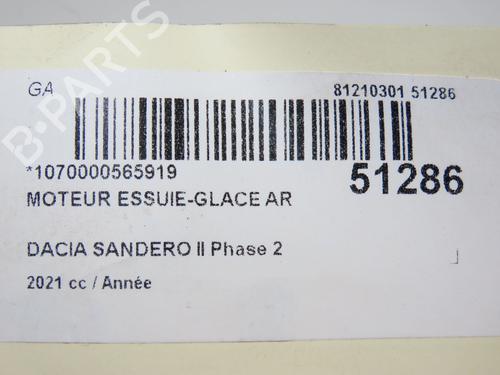 B-PARTS
GA 81210301 51286
*1070000565919 51286
MOTEUR ESSUIE-GLACE AR
DACIA SANDERO II Phase 2
2021 cc / Année